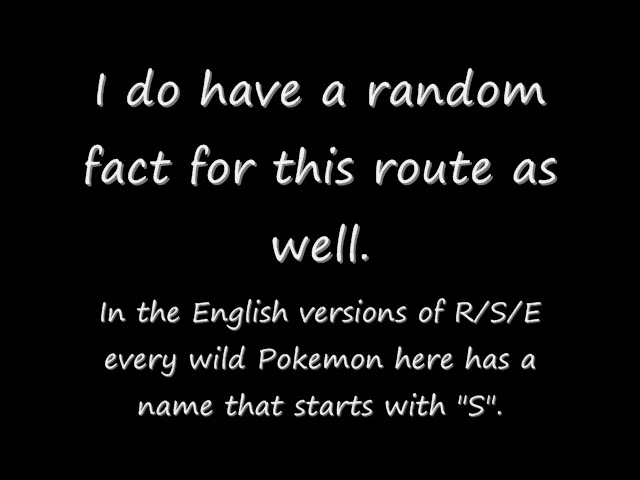 I do have a random
fact for this route as
well.
In the English versions of R/S/E
every wild Pokemon here has a
name that starts with "S".